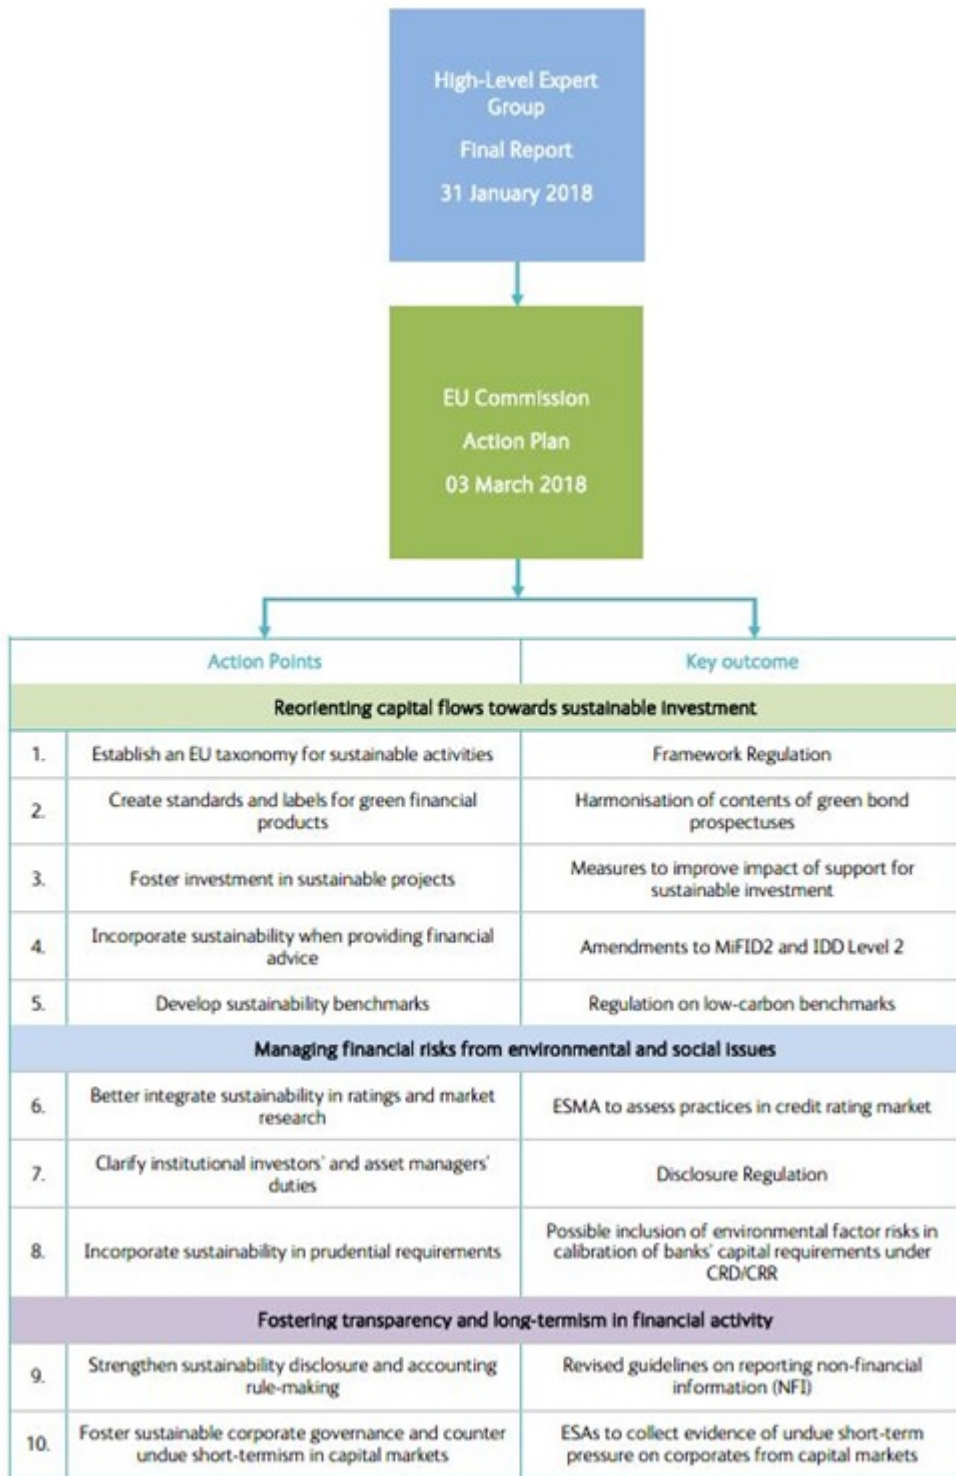 High-Level Expert
Group
Final Report
31 January 2018
EU Commission
Action Plan
03 March 2018
Action Points
Key outcome
Reorienting capital flows towards sustainable investment
1.
Establish an EU taxonomy for sustainable activities
Framework Regulation
2.
Create standards and labels for green financial
products
Harmonisation of contents of green bond
prospectuses
3.
Foster investment in sustainable projects
Measures to improve impact of support for
sustainable investment
4.
Incorporate sustainability when providing financial
advice
Amendments to MiFID2 and IDD Level 2
5.
Develop sustainability benchmarks
Regulation on low-carbon benchmarks
Managing financial risks from environmental and social issues
6.
Better integrate sustainability in ratings and market
research
ESMA to assess practices in credit rating market
7.
Clarify institutional investors' and asset managers'
duties
Disclosure Regulation
8.
Incorporate sustainability in prudential requirements
Possible inclusion of environmental factor risks in
calibration of banks' capital requirements under
CRD/CRR
Fostering transparency and long-termism in financial activity
9.
Strengthen sustainability disclosure and accounting
rule-making
Revised guidelines on reporting non-financial
information (NFI)
10.
Foster sustainable corporate governance and counter
undue short-termism in capital markets
ESAs to collect evidence of undue short-term
pressure on corporates from capital markets